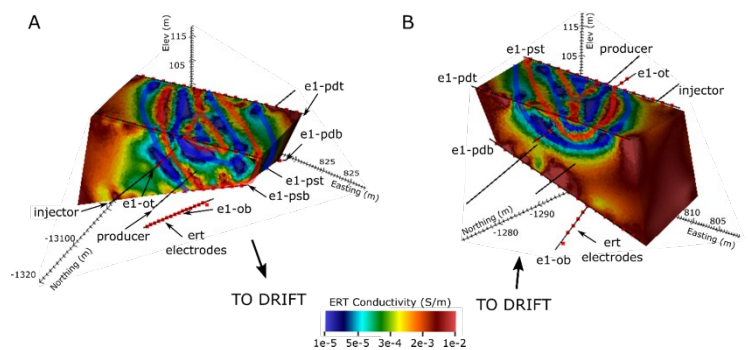 A
Elev (m)
115
105
e1-pdt
e1-pdb
825
825
Easting (m)
e1-pst
e1-psb
e1-ot
injector
e1-ob
producer
ert
electrodes
-13100
-1320
Northing (m)
TO DRIFT
B
Elev (m)
115
105
e1-pst
producer
e1-ot
e1-pdt
injector
e1-pdb
Northing (m)
-1290
-1280
810
805
Easting (m)
ert
electrodes
e1-ob
TO DRIFT
ERT Conductivity (S/m)
1e-5 5e-5 3e-4 2e-3 1e-2